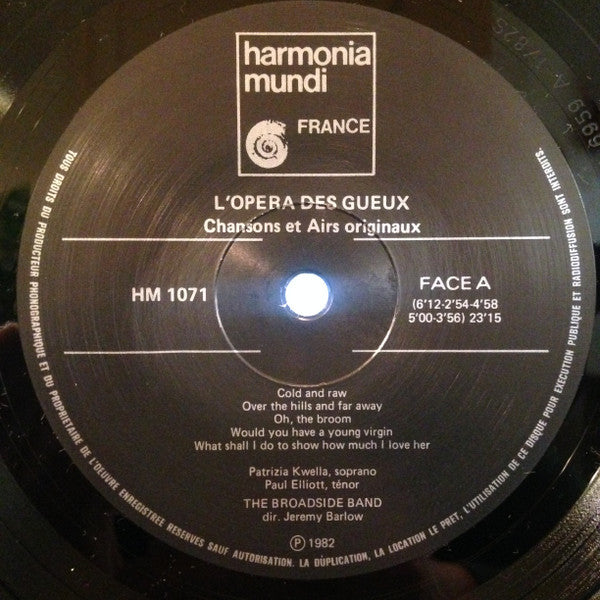 harmonia
mundi
FRANCE
L'OPERA DES GUEUX
Chansons et Airs originaux
HM 1071
FACE A
(6'12-2'54-4'58
5'00-3'56) 23'15
Cold and raw
Over the hills and far away
Oh, the broom
Would you have a young virgin
What shall I do to show how much I love her
Patrizia Kwella, soprano
Paul Elliott, ténor
THE BROADSIDE BAND
dir. Jeremy Barlow
Ⓟ 1982
TOUS DROITS DU PRODUCTEUR PHONOGRAPHIQUE ET DU PROPRIETAIRE DE L'ŒUVRE ENREGISTREE RESERVES SAUF AUTORISATION. LA DUPLICATION, LA LOCATION LE PRET, L'UTILISATION DE CE DISQUE POUR EXECUTION PUBLIQUE ET RADIODIFFUSION SONT INTERDITS.
6959 A 17825